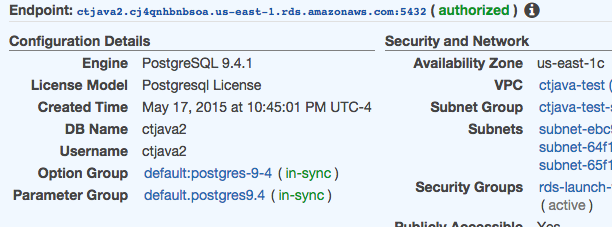 Endpoint: ctjava2.cj4qnhbnbsoa.us-east-1.rds.amazonaws.com:5432 ( authorized )
Configuration Details
Engine PostgreSQL 9.4.1
License Model Postgresql License
Created Time May 17, 2015 at 10:45:01 PM UTC-4
DB Name ctjava2
Username ctjava2
Option Group default:postgres-9-4 ( in-sync )
Parameter Group default.postgres9.4 ( in-sync )
Security and Network
Availability Zone us-east-1c
VPC ctjava-test (
Subnet Group ctjava-test-s
Subnets subnet-ebc5
subnet-64f1
subnet-65f1
Security Groups rds-launch-
( active )
Publicly Accessible Yes